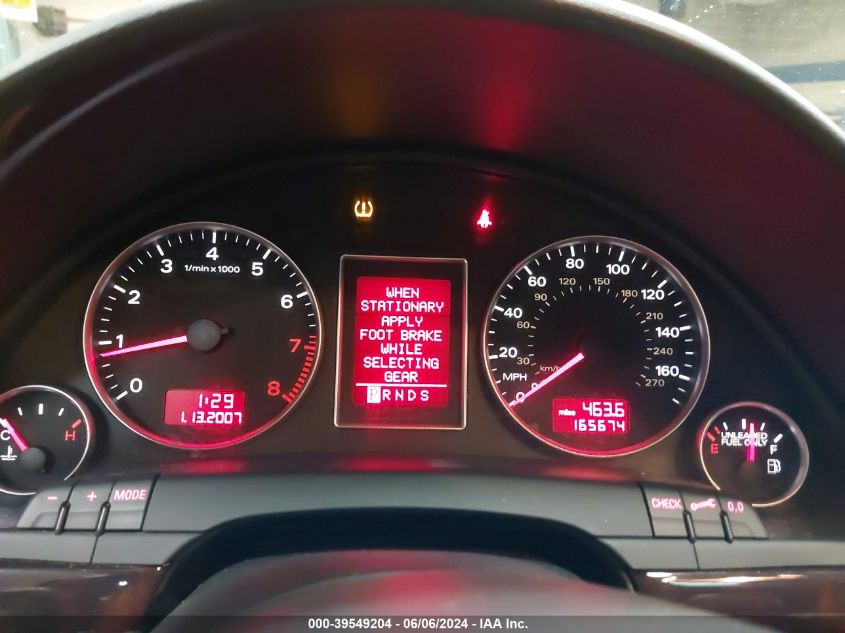 1/min x 1000
0
1
2
3
4
5
6
7
8
1:29
1.13.2007
WHEN
STATIONARY
APPLY
FOOT BRAKE
WHILE
SELECTING
GEAR
P R N D S
0
20
40
60
80
100
120
140
160
MPH
0
30
60
90
120
150
180
210
240
270
km/h
miles 463.6
165674
C
H
UNLEADED
FUEL ONLY
E
F
- + MODE
CHECK 0,0
000-39549204 - 06/06/2024 - IAA Inc.